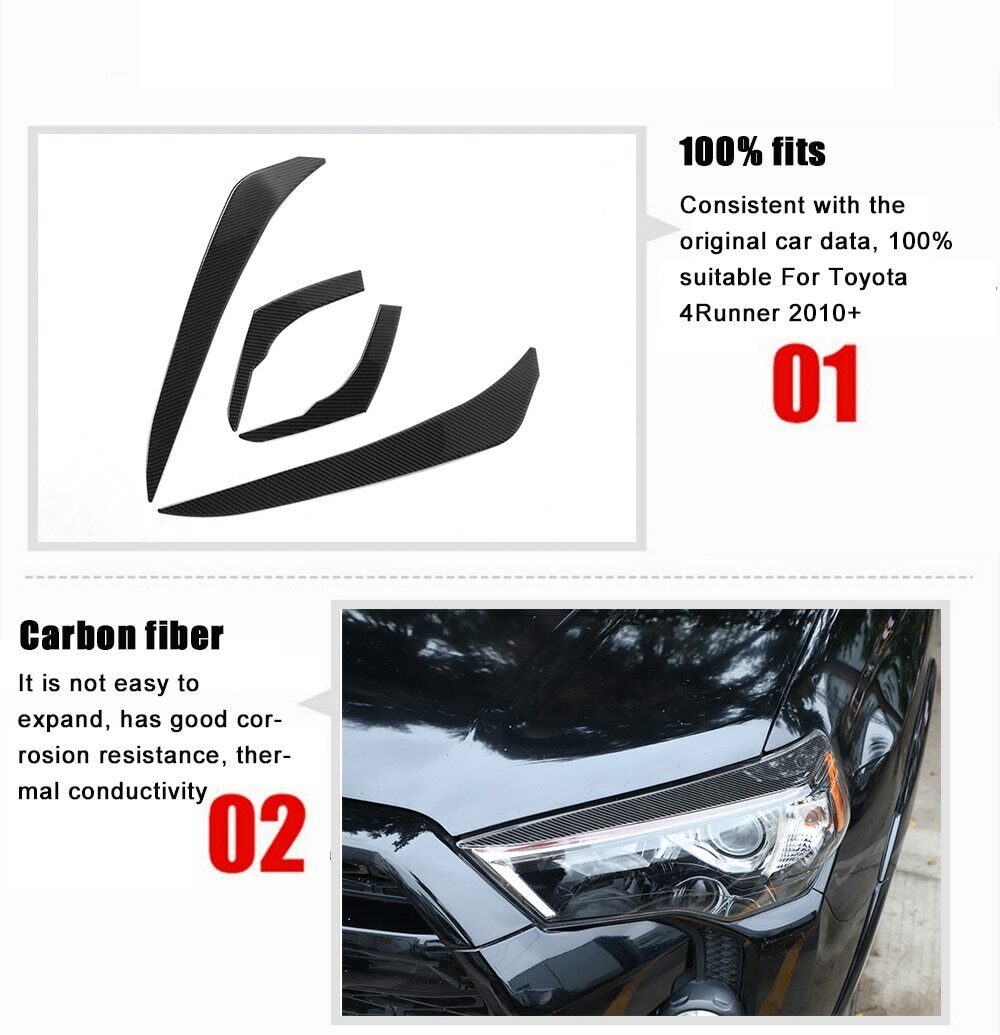 100% fits
Consistent with the
original car data, 100%
suitable For Toyota
4Runner 2010+
01
Carbon fiber
It is not easy to
expand, has good cor-
rosion resistance, ther-
mal conductivity
02